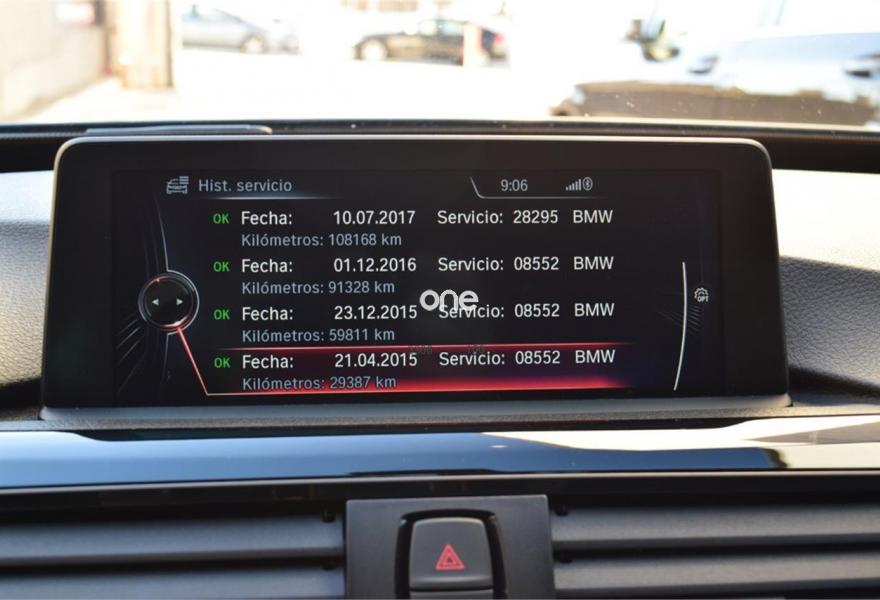 Hist. servicio 9:06
OK Fecha: 10.07.2017 Servicio: 28295 BMW
Kilómetros: 108168 km
OK Fecha: 01.12.2016 Servicio: 08552 BMW
Kilómetros: 91328 km
one
OK Fecha: 23.12.2015 Servicio: 08552 BMW
Kilómetros: 59811 km
OK Fecha: 21.04.2015 Servicio: 08552 BMW
Kilómetros: 29387 km
OPT